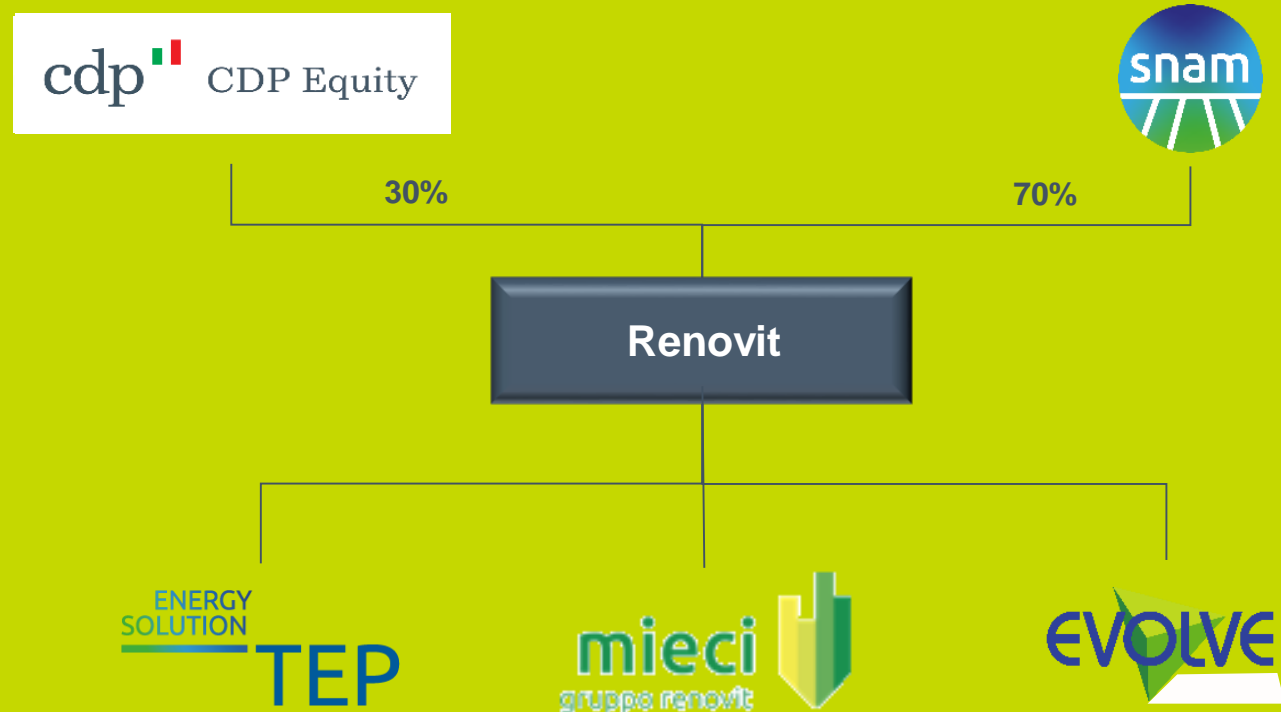 cdp CDP Equity
snam
30%
70%
Renovit
ENERGY
SOLUTION
TEP
mieci
gruppo renovit
EVOLVE